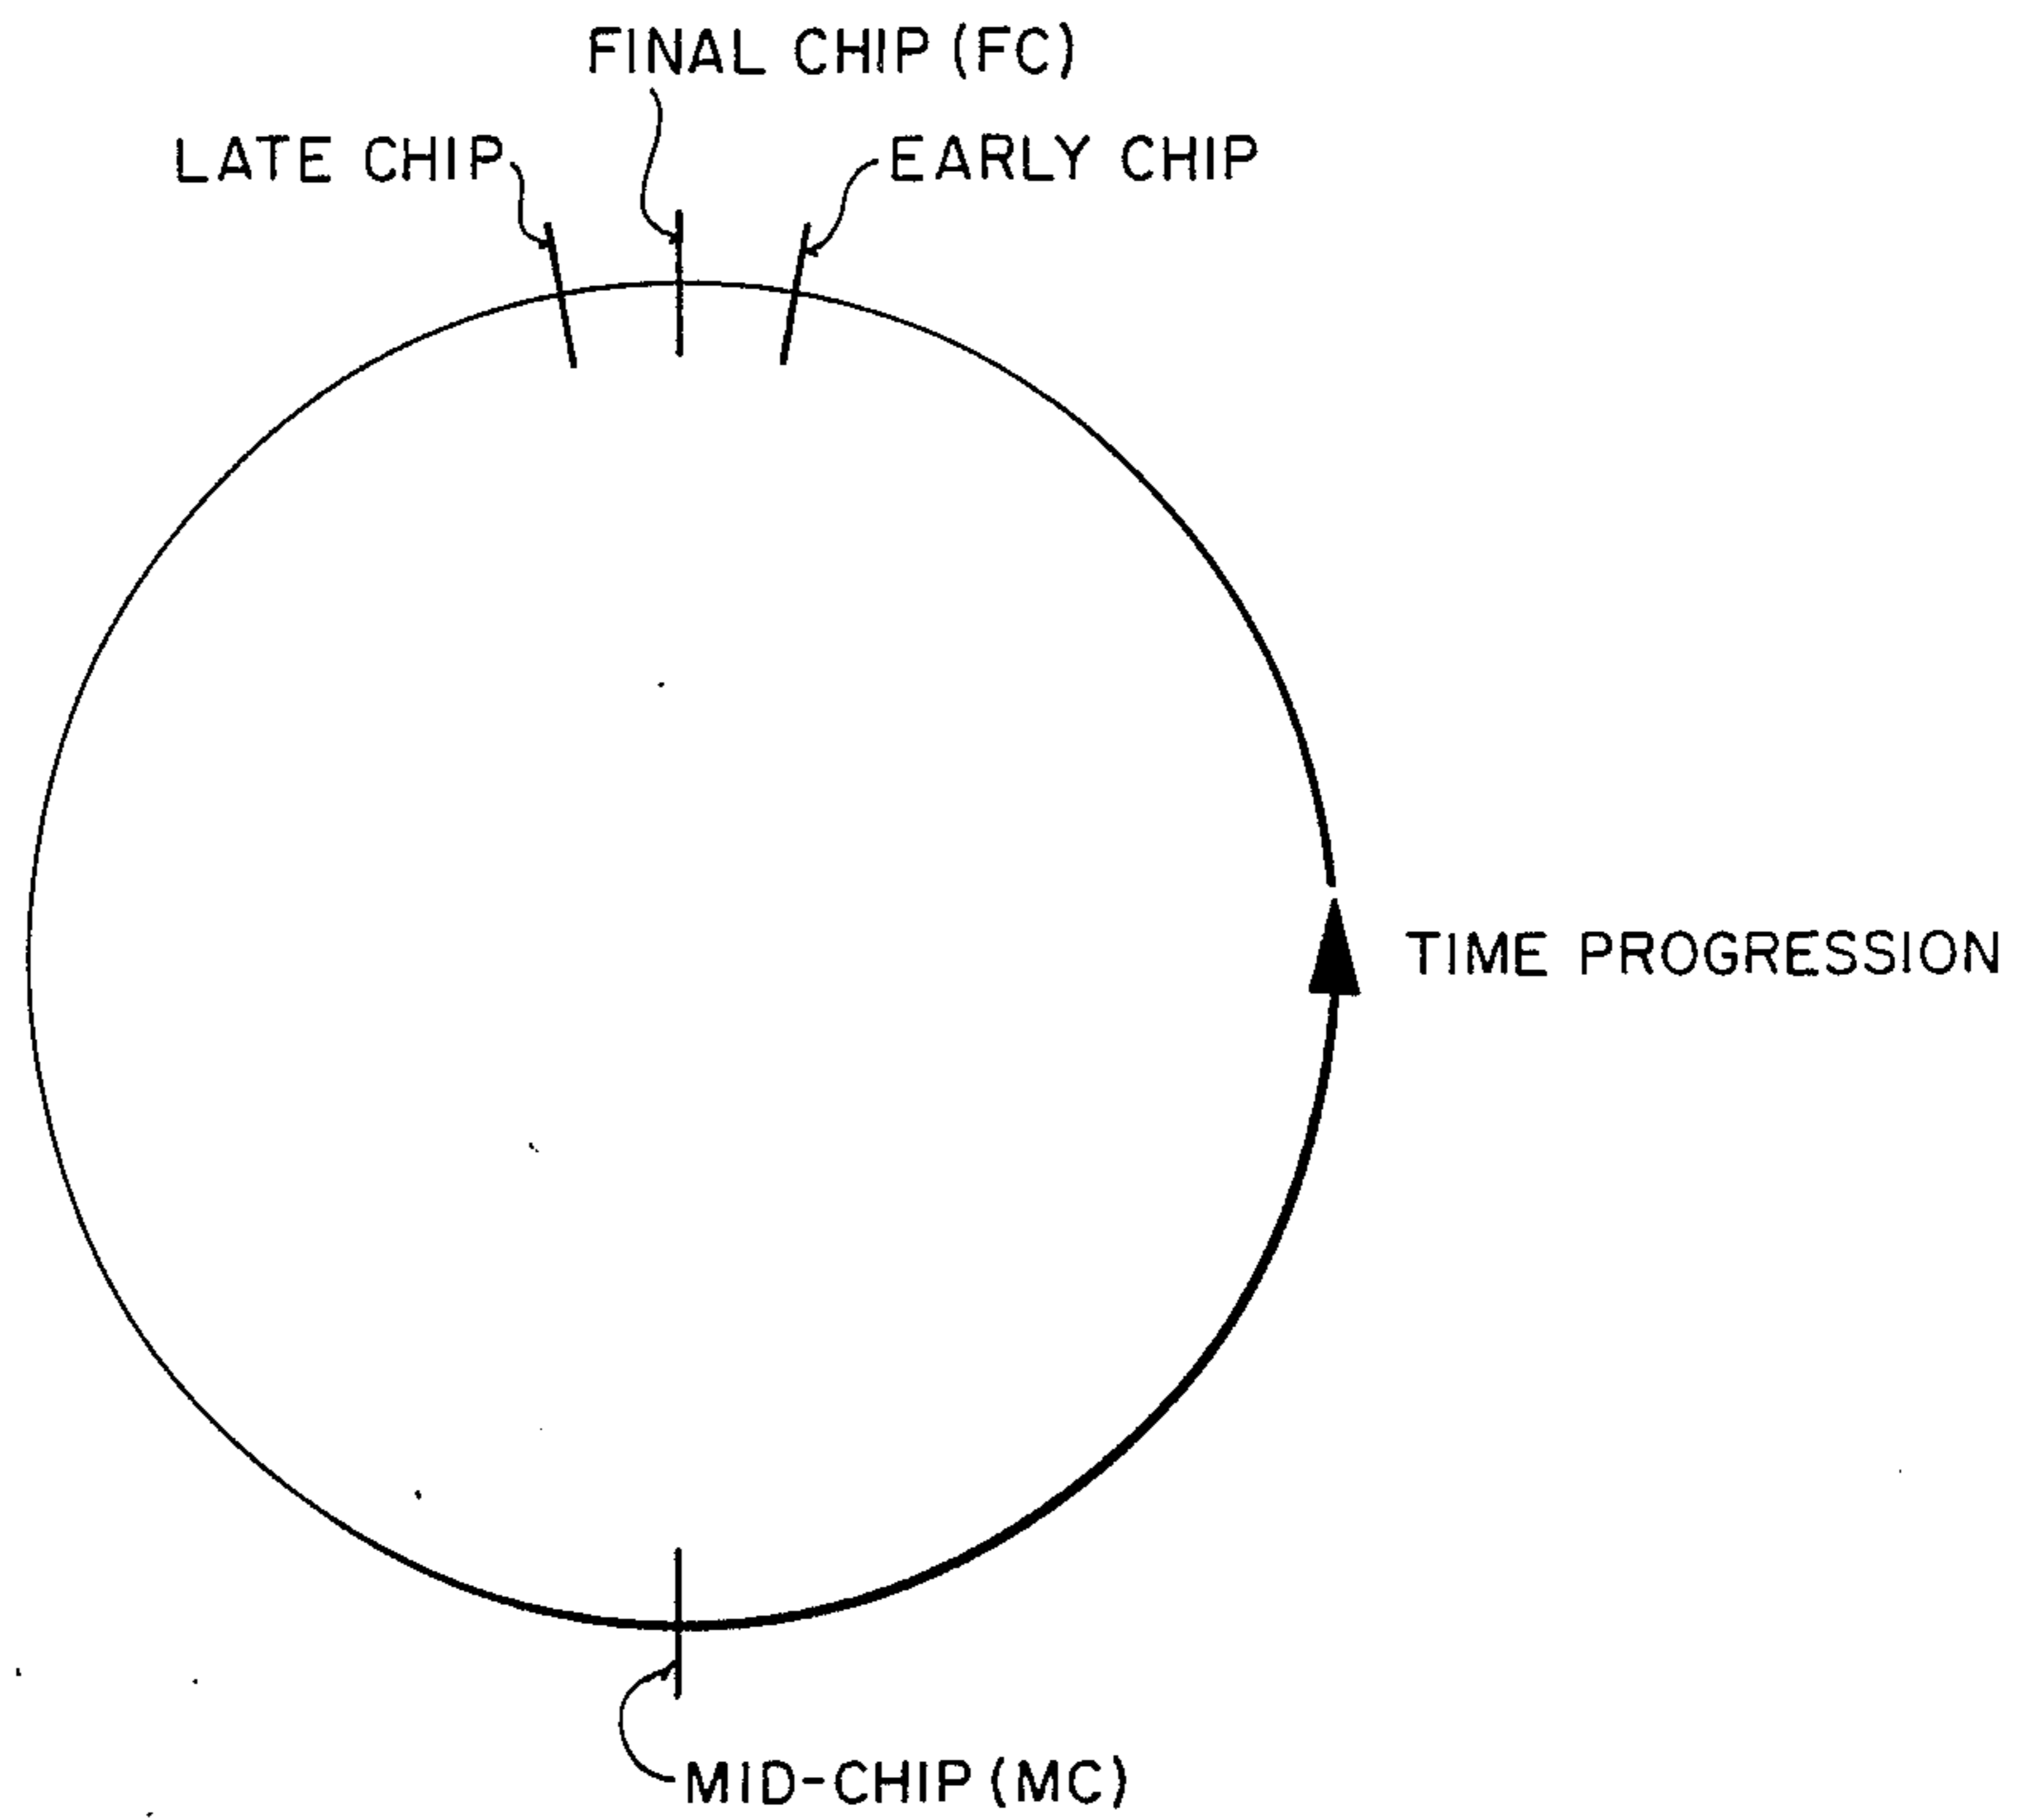 FINAL CHIP (FC)
LATE CHIP
EARLY CHIP
TIME PROGRESSION
MID-CHIP (MC)